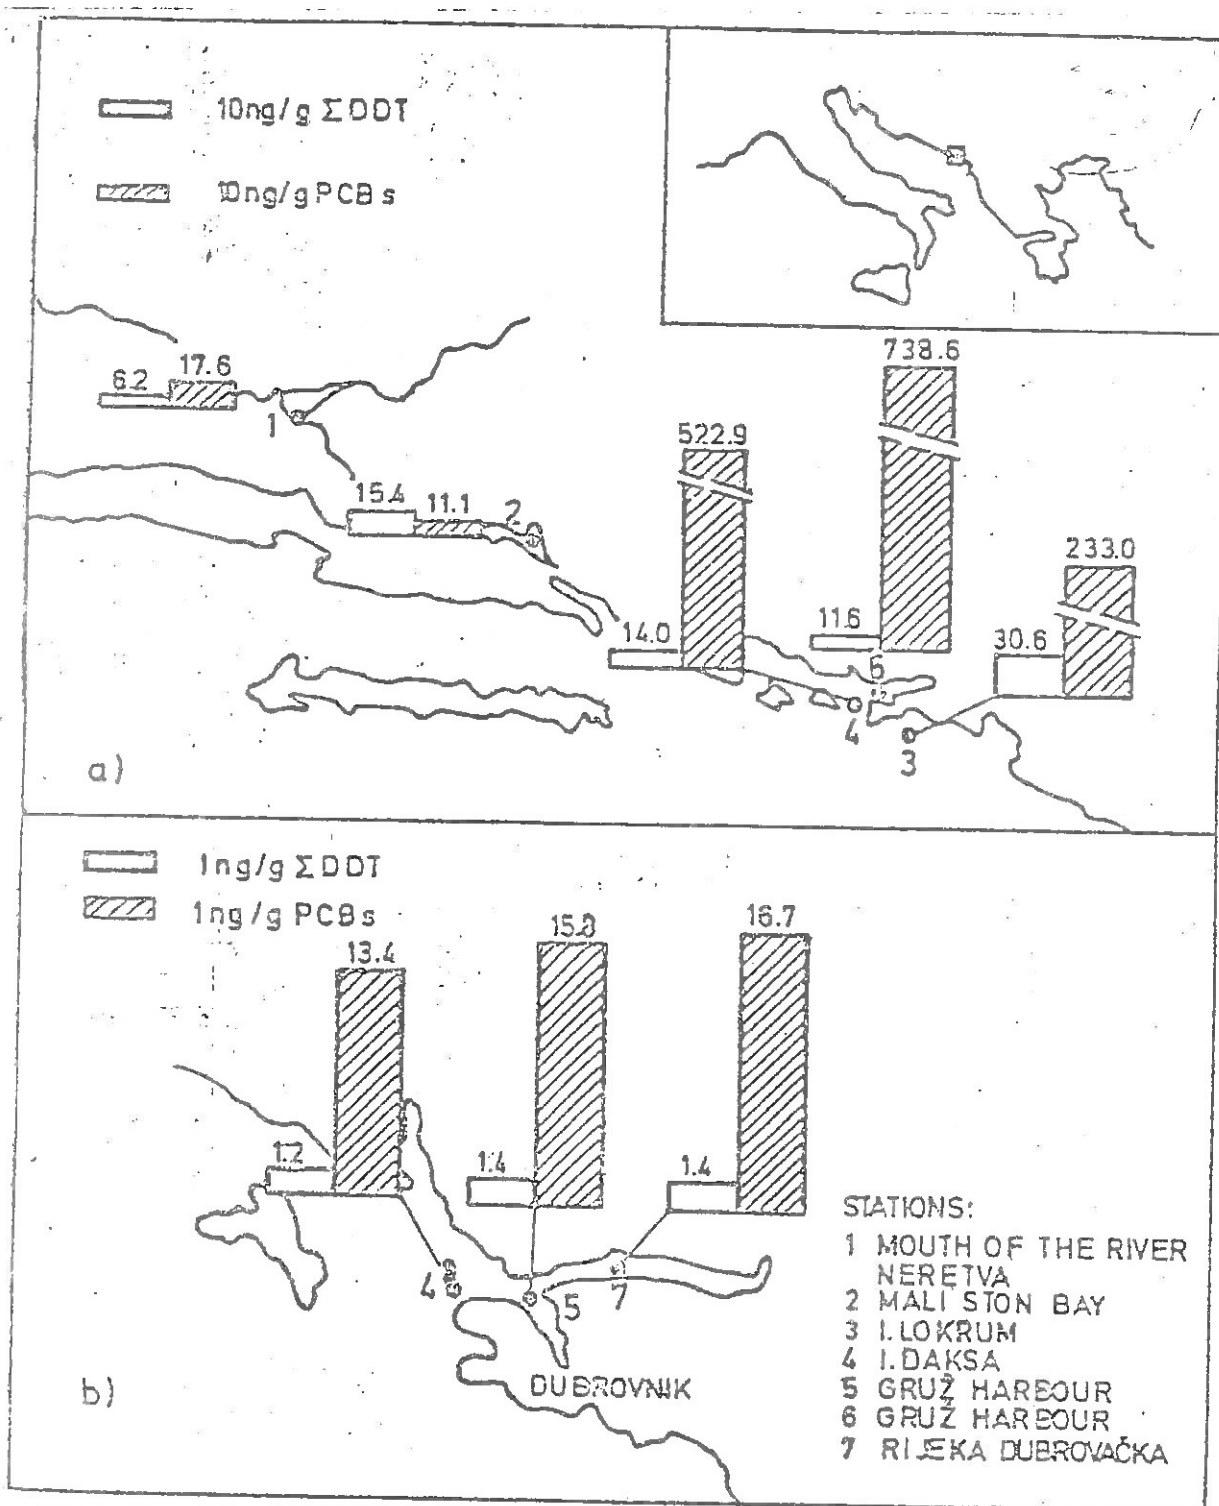 10ng/g ΣDDT
10ng/g PCBs
6.2
17.6
1
15.4
11.1
2
522.9
14.0
738.6
11.6
6
4
233.0
30.6
3
a)
1ng/g ΣDDT
1ng/g PCBs
13.4
1.2
4
15.8
1.4
5
16.7
1.4
7
DUBROVNIK
b)
STATIONS:
1 MOUTH OF THE RIVER
NERETVA
2 MALI STON BAY
3 I.LOKRUM
4 I.DAKSA
5 GRUŽ HARBOUR
6 GRUŽ HARBOUR
7 RIJEKA DUBROVAČKA